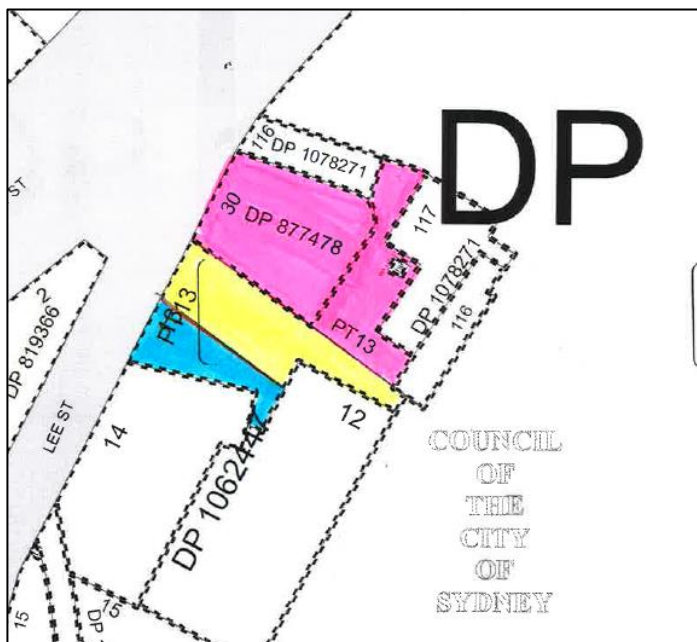 DP
116
DP 1078271
ST
30
DP 877478
117
DP 1078271
116
PT13
PT13
2
DP 819366
12
LEE ST
14
DP 1062447
COUNCIL
OF
THE
CITY
OF
SYDNEY
15
15